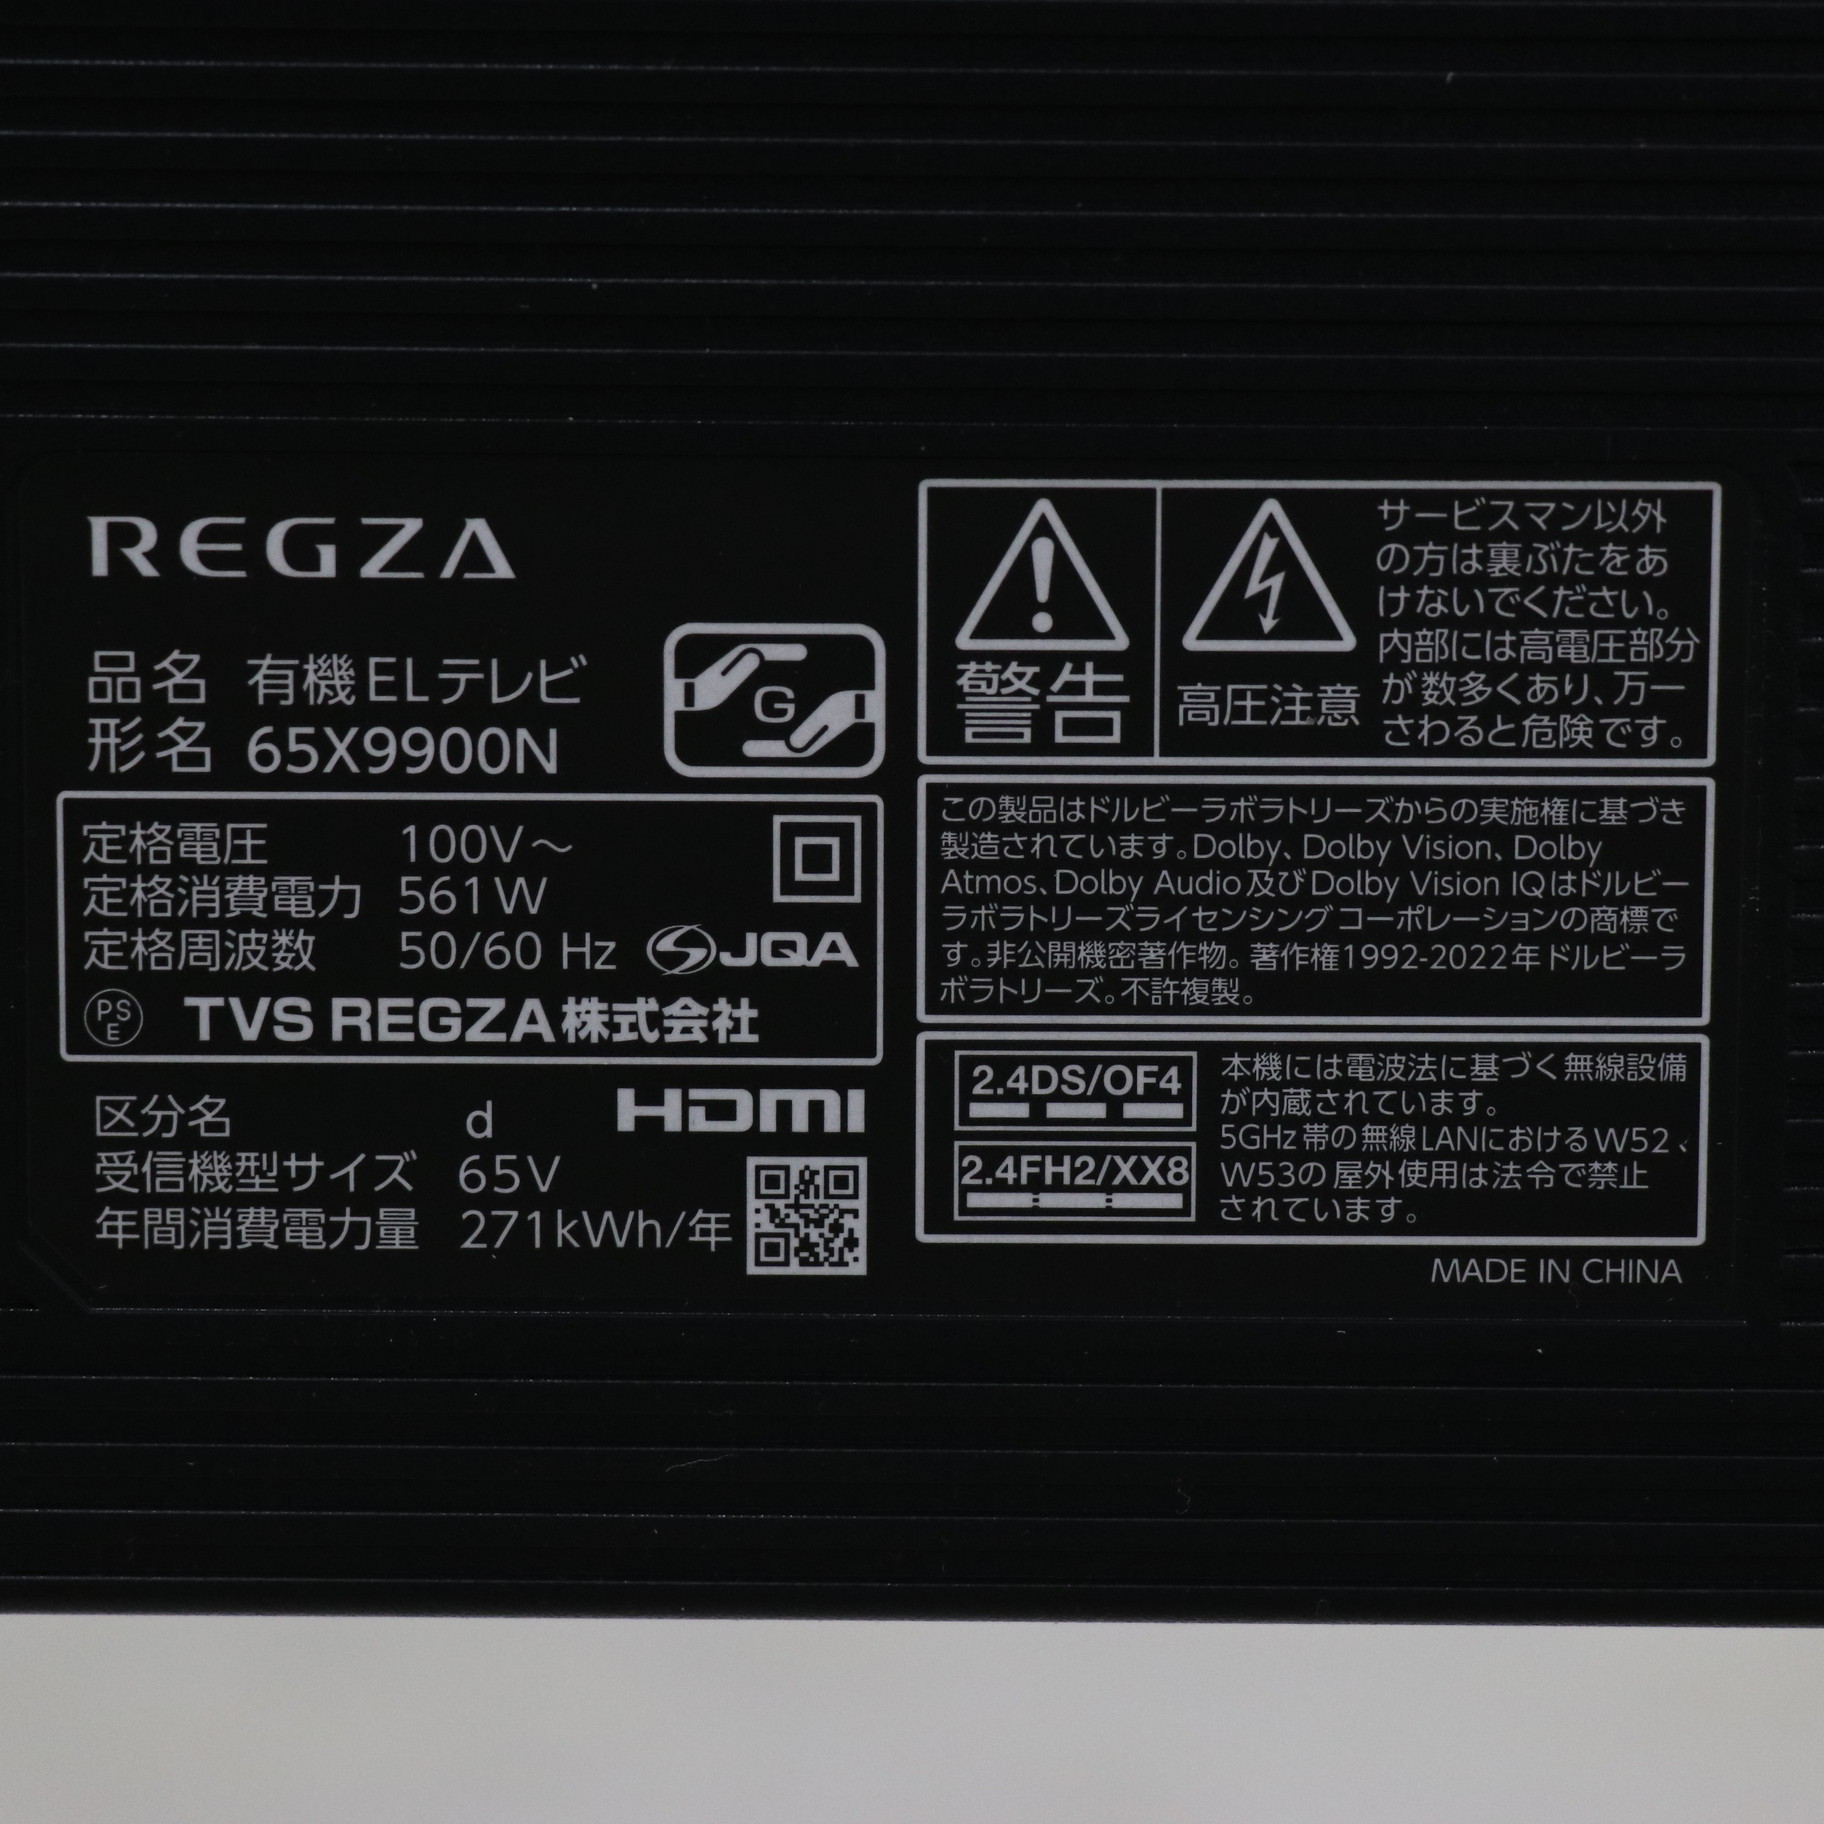 REGZA
品名 有機ELテレビ
形名 65X9900N
G
定格電圧 100V～
定格消費電力 561W
定格周波数 50/60 Hz
JQA
PS
E
TVS REGZA株式会社
区分名 d
HDMI
受信機型サイズ 65V
年間消費電力量 271kWh/年
警告
高圧注意
サービスマン以外
の方は裏ぶたをあ
けないでください。
内部には高電圧部分
が数多くあり、万一
さわると危険です。
この製品はドルビーラボラトリーズからの実施権に基づき
製造されています。Dolby、Dolby Vision、Dolby
Atmos、Dolby Audio及びDolby Vision IQはドルビー
ラボラトリーズライセンシングコーポレーションの商標で
す。非公開機密著作物。著作権1992-2022年ドルビーラ
ボラトリーズ。不許複製。
2.4DS/OF4
2.4FH2/XX8
本機には電波法に基づく無線設備
が内蔵されています。
5GHz帯の無線LANにおけるW52、
W53の屋外使用は法令で禁止
されています。
MADE IN CHINA